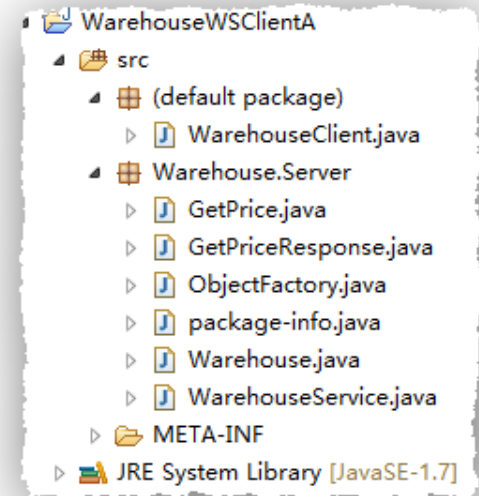 WarehouseWSClientA
src
(default package)
J WarehouseClient.java
Warehouse.Server
J GetPrice.java
J GetPriceResponse.java
J ObjectFactory.java
J package-info.java
J Warehouse.java
J WarehouseService.java
META-INF
JRE System Library [JavaSE-1.7]